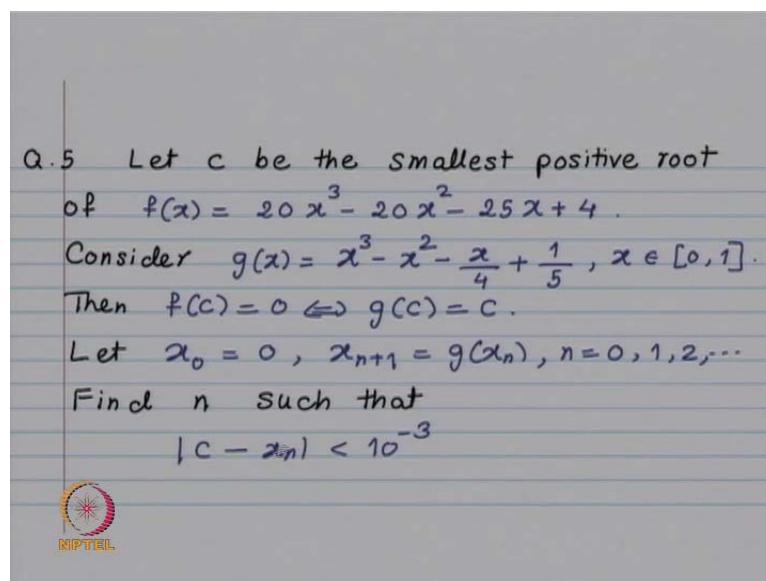 Q.5 Let c be the smallest positive root
of f(x) = 20x³ - 20x² - 25x + 4.
Consider g(x) = x³ - x² - x/4 + 1/5, x ∈ [0,1].
Then f(c) = 0 ⇔ g(c) = c.
Let x₀ = 0, xₙ₊₁ = g(xₙ), n = 0, 1, 2, ...
Find n such that
|c - xₙ| < 10⁻³
NPTEL